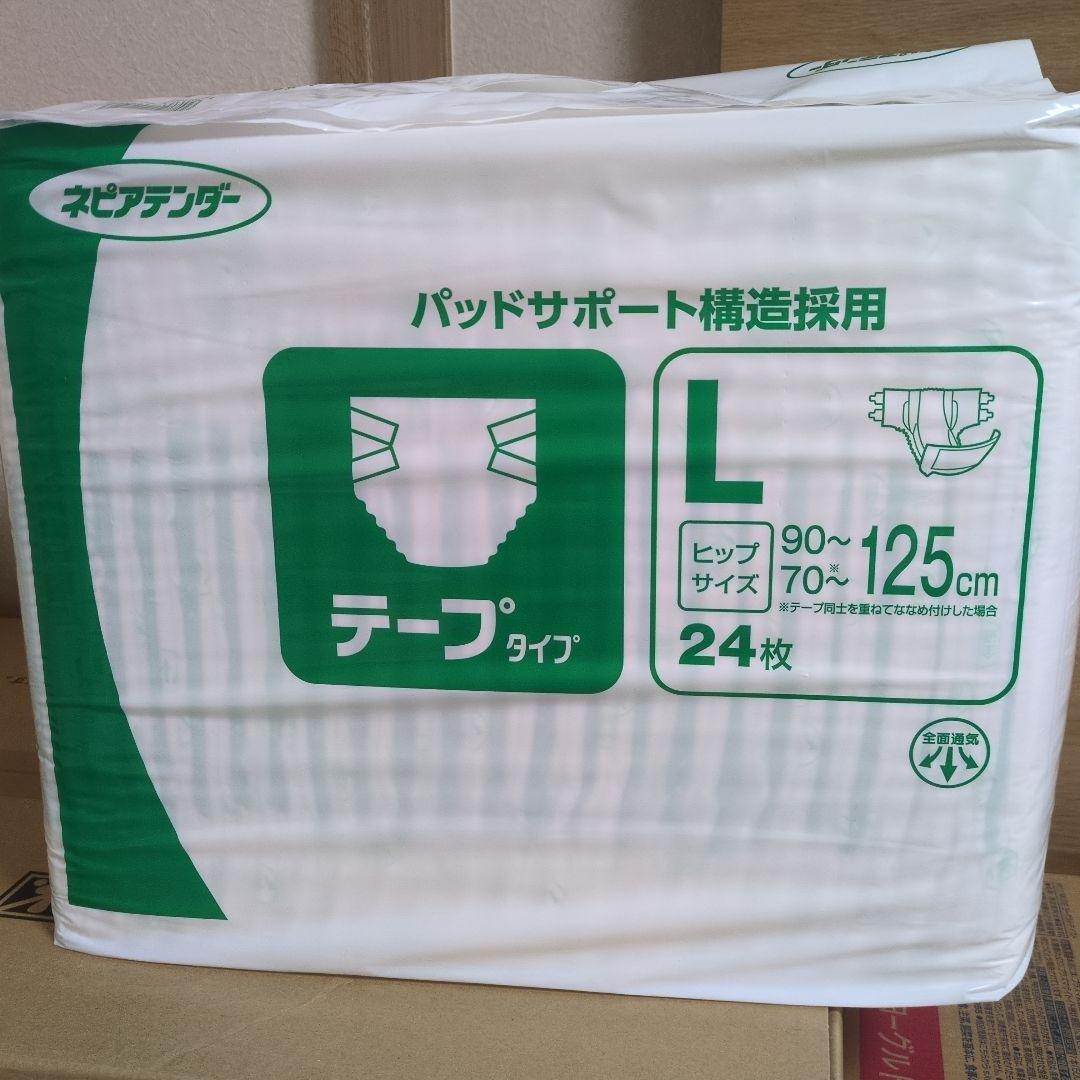 ネピアテンダー
パッドサポート構造採用
テープタイプ
L
ヒップサイズ
90～
70※～
125cm
※テープ同士を重ねてななめ付けした場合
24枚
全面通気